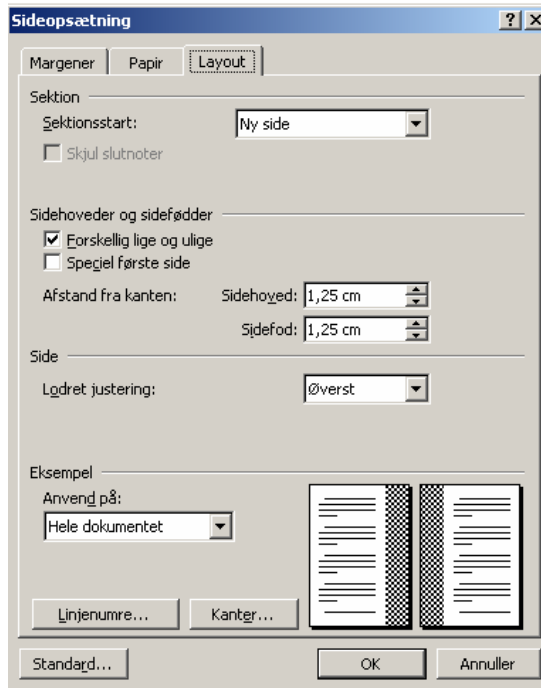 Sideopsætning
Margener Papir Layout
Sektion
Sektionsstart: Ny side
Skjul slutnoter
Sidehoveder og sidefødder
Forskellig lige og ulige
Speciel første side
Afstand fra kanten: Sidehoved: 1,25 cm
Sidefod: 1,25 cm
Side
Lodret justering: Øverst
Eksempel
Anvend på:
Hele dokumentet
Linjenumre... Kanter...
Standard... OK Annuller